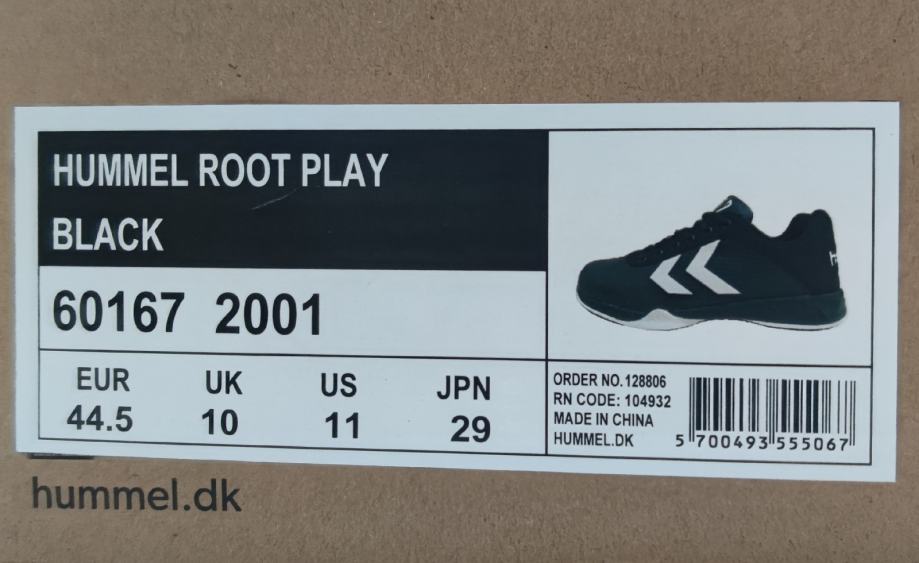 HUMMEL ROOT PLAY
BLACK
60167 2001
EUR UK US JPN
44.5 10 11 29
ORDER NO. 128806
RN CODE: 104932
MADE IN CHINA
HUMMEL.DK
5 700493 555067
hummel.dk